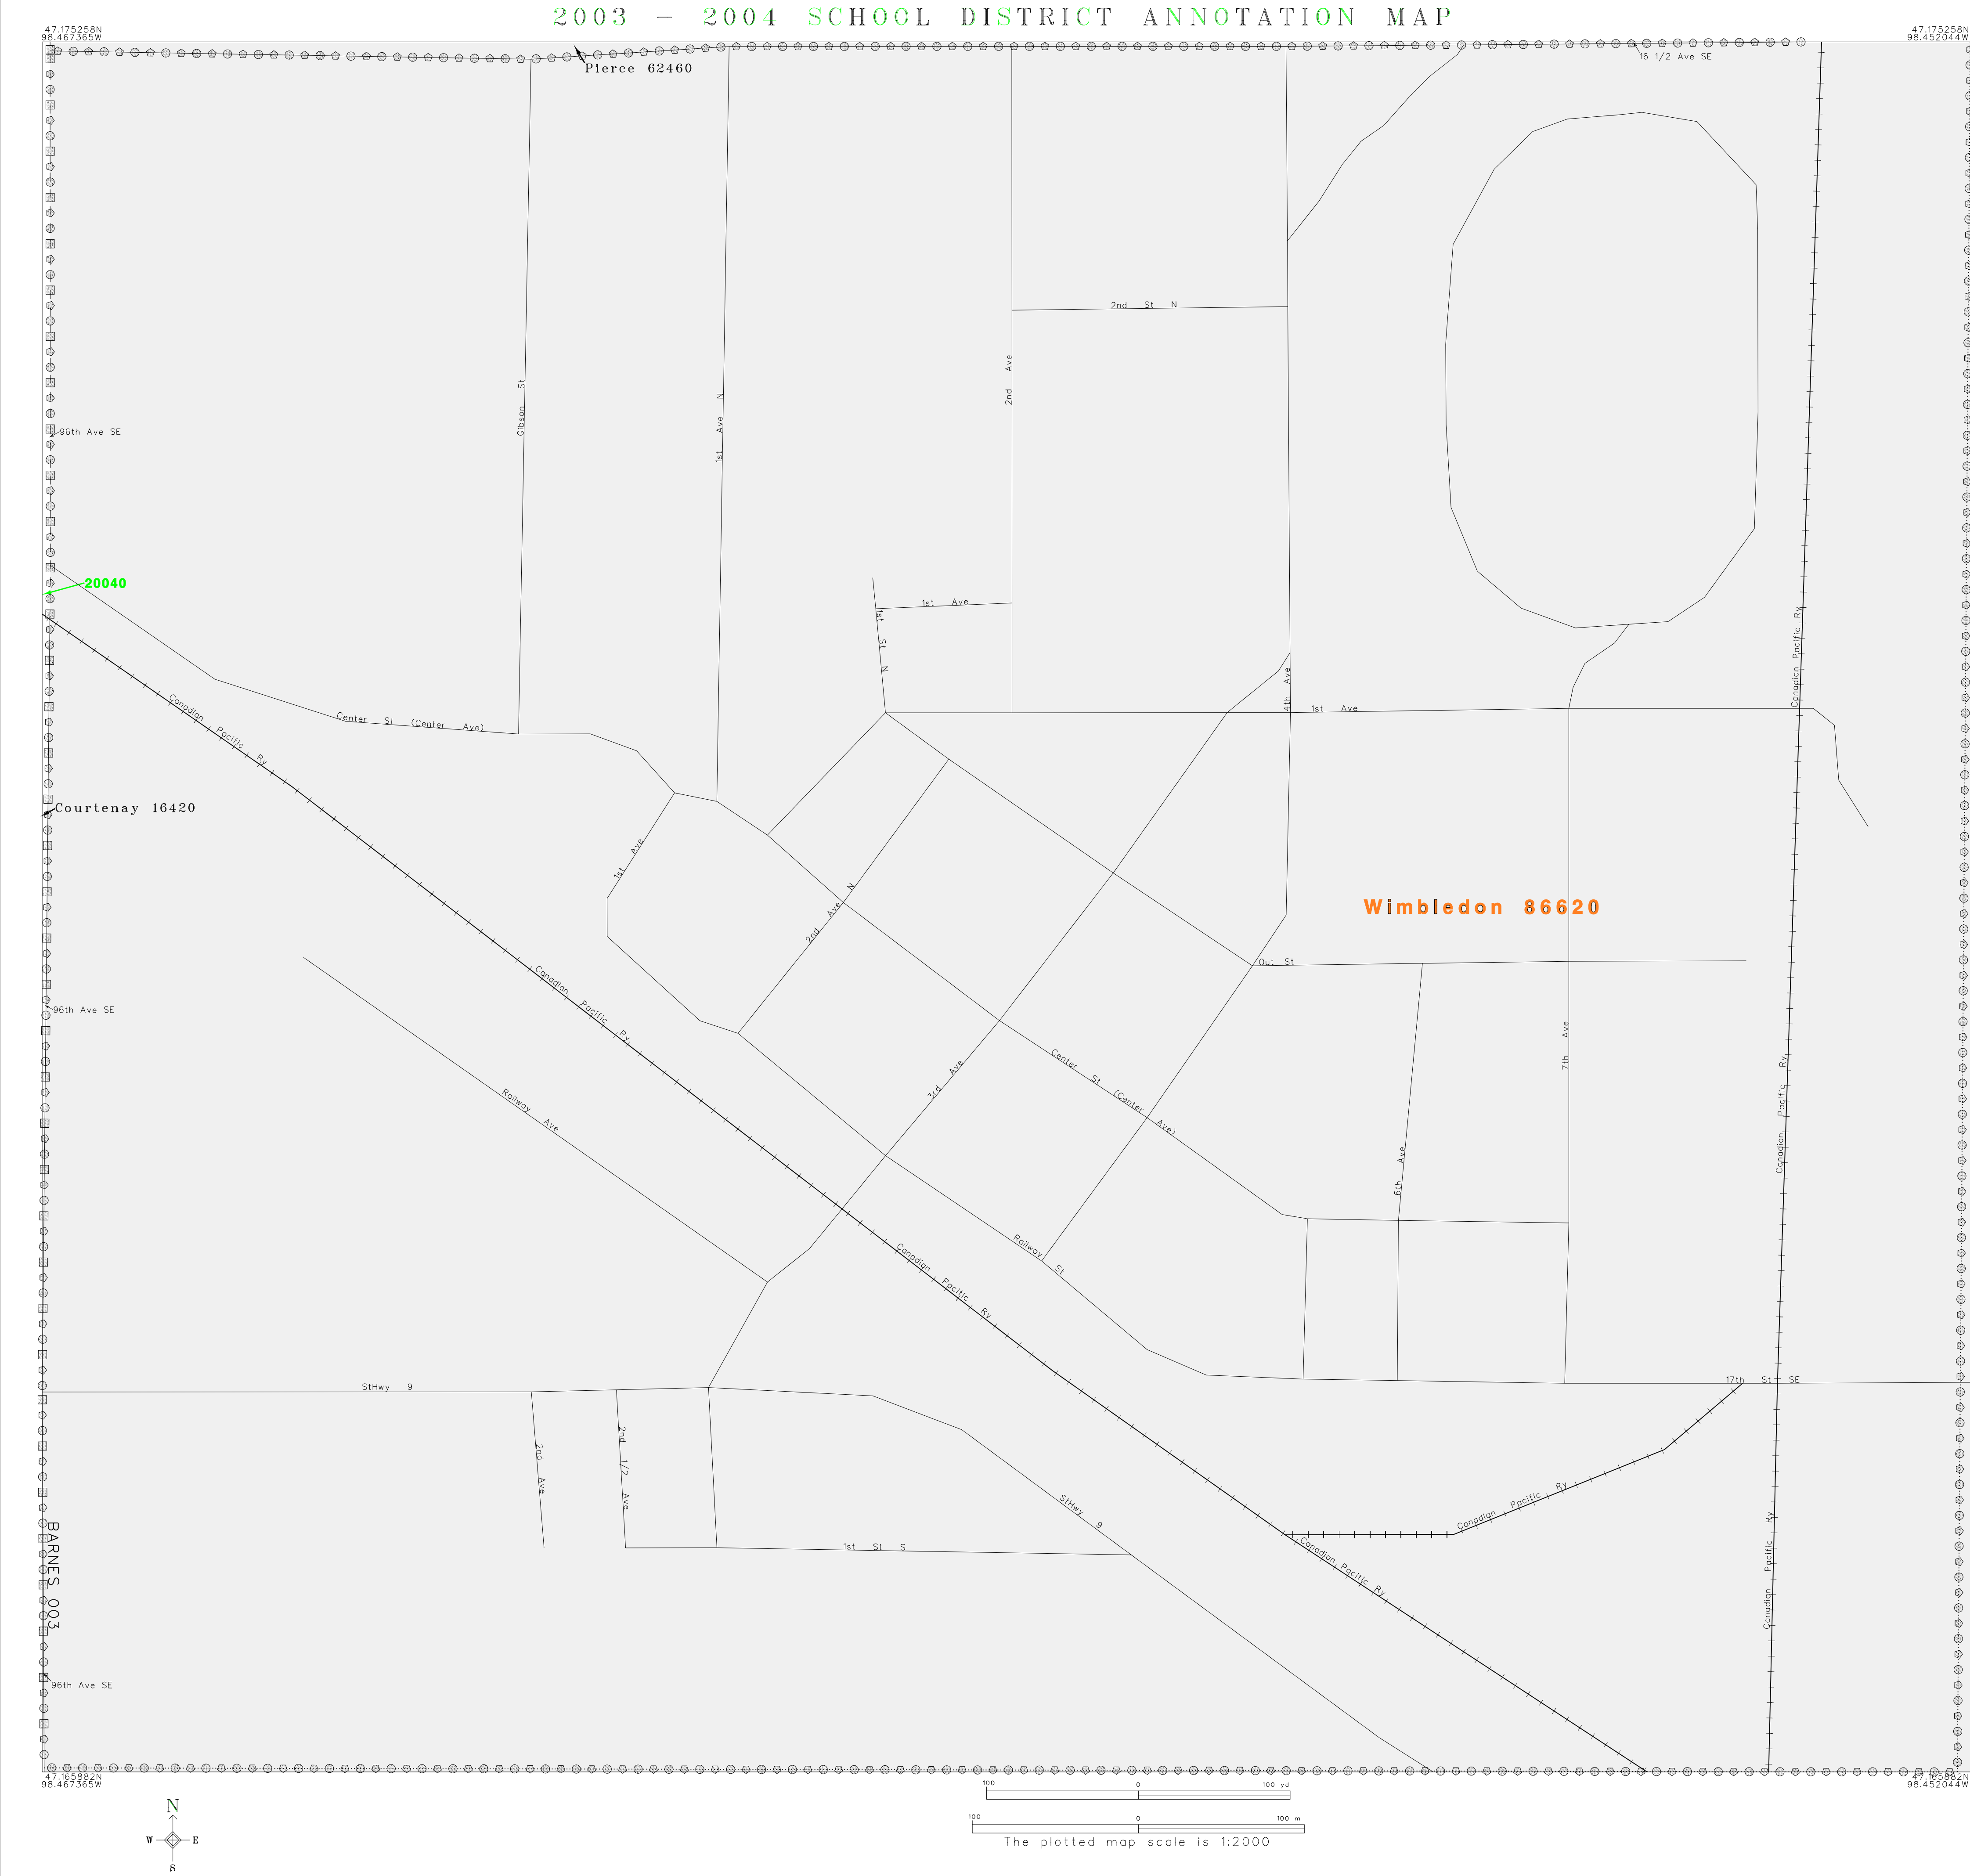 2003 - 2004 SCHOOL DISTRICT ANNOTATION MAP
47.175258N
98.467365W
47.175258N
98.452044W
Pierce 62460
16 1/2 Ave SE
2nd St N
Gibson St
1st Ave N
2nd Ave
96th Ave SE
20040
1st Ave
1st St N
Canadian Pacific Ry
4th Ave
1st Ave
Center St (Center Ave)
Canadian Pacific Ry
Courtenay 16420
1st Ave
2nd Ave N
Wimbledon 86620
Out St
Canadian Pacific Ry
96th Ave SE
7th Ave
3rd Ave
Center St (Center Ave)
Railway Ave
Canadian Pacific Ry
6th Ave
Railway St
Canadian Pacific Ry
StHwy 9
17th St SE
2nd Ave
2nd 1/2 Ave
StHwy 9
Canadian Pacific Ry
1st St S
Canadian Pacific Ry
Canadian Pacific Ry
BARNES 003
96th Ave SE
47.165882N
98.467365W
47.165882N
98.452044W
100 0 100 yd
100 0 100 m
The plotted map scale is 1:2000
N
W E
S